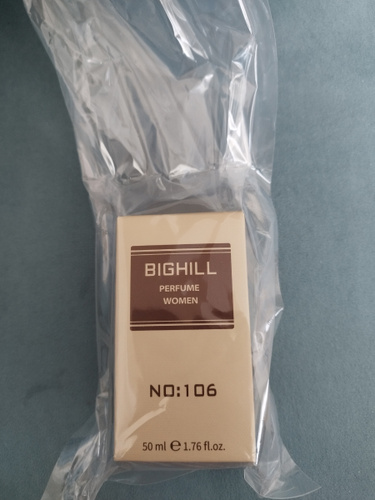 BIGHILL
PERFUME
WOMEN
NO:106
50 ml ℮ 1.76 fl.oz.